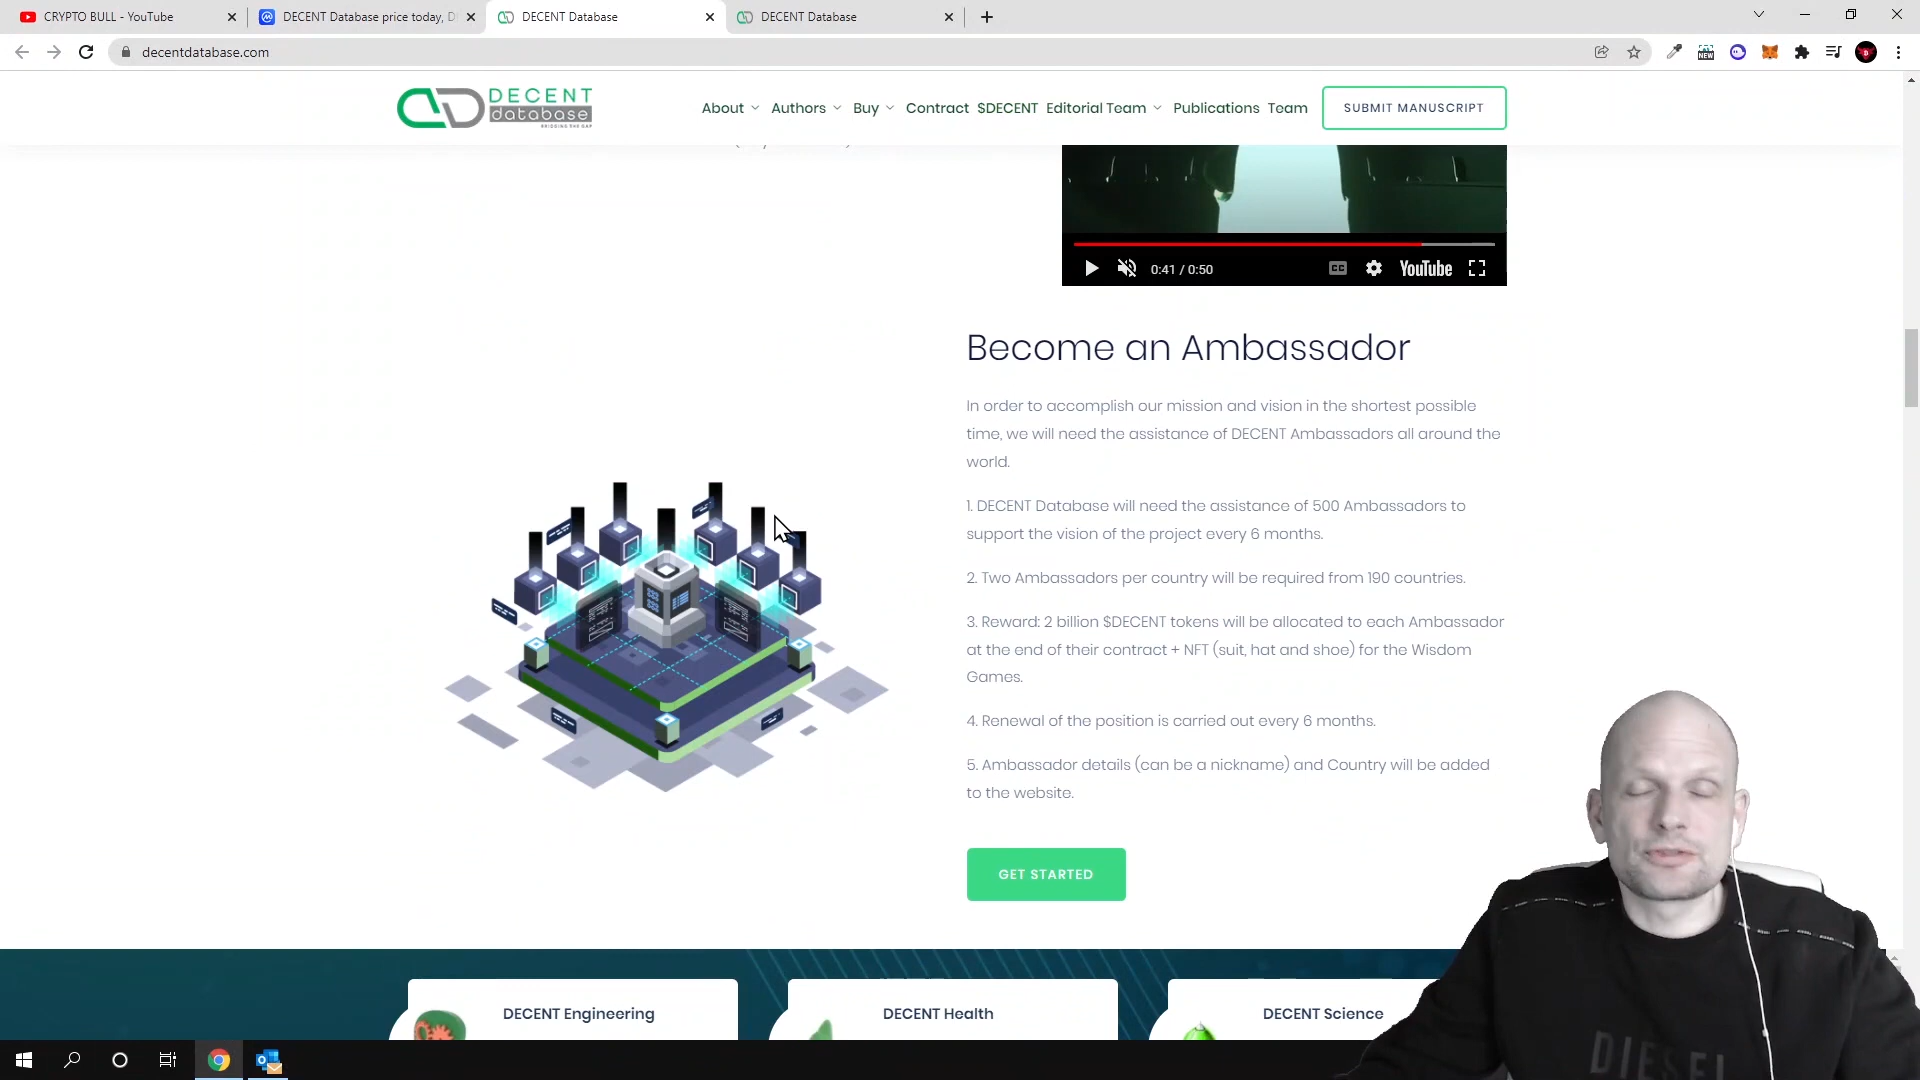 CRYPTO BULL - YouTube
DECENT Database price today, D
DECENT Database
DECENT Database
decentdatabase.com
NEW
DECENT
database
BRIDGING THE GAP
About
Authors
Buy
Contract
$DECENT
Editorial Team
Publications
Team
SUBMIT MANUSCRIPT
0:41 / 0:50
CC
YouTube
Become an Ambassador
In order to accomplish our mission and vision in the shortest possible
time, we will need the assistance of DECENT Ambassadors all around the
world.
1. DECENT Database will need the assistance of 500 Ambassadors to
support the vision of the project every 6 months.
2. Two Ambassadors per country will be required from 190 countries.
3. Reward: 2 billion $DECENT tokens will be allocated to each Ambassador
at the end of their contract + NFT (suit, hat and shoe) for the Wisdom
Games.
4. Renewal of the position is carried out every 6 months.
5. Ambassador details (can be a nickname) and Country will be added
to the website.
GET STARTED
DECENT Engineering
DECENT Health
DECENT Science
DIESEL